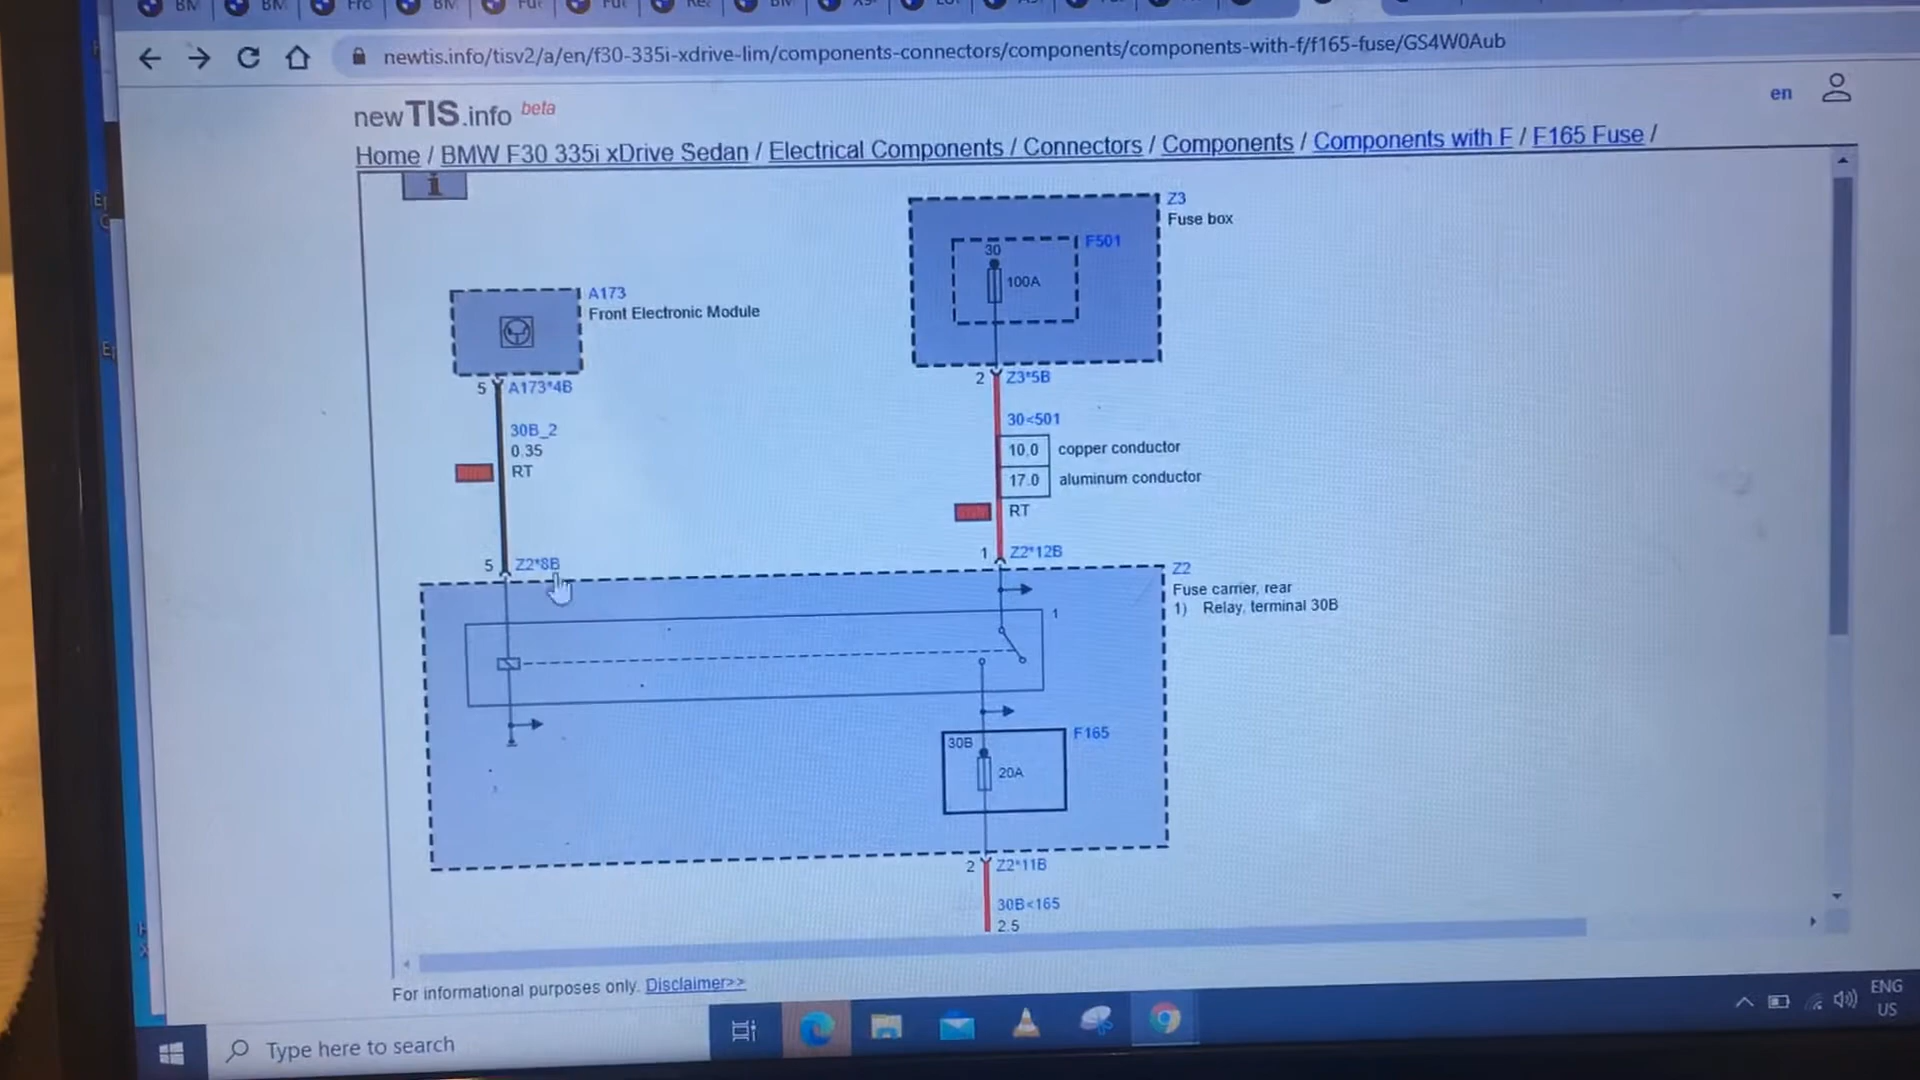 newtis.info/tisv2/a/en/f30-335i-xdrive-lim/components-connectors/components/components-with-f/f165-fuse/GS4W0Aub
newTIS.info beta
en
Home / BMW F30 335i xDrive Sedan / Electrical Components / Connectors / Components / Components with F / F165 Fuse /
i
Z3
Fuse box
F501
30
100A
A173
Front Electronic Module
5 A173*4B
2 Z3*5B
30B_2
0.35
RT
30<501
10.0 copper conductor
17.0 aluminum conductor
RT
5 Z2*8B
1 Z2*12B
Z2
Fuse carrier, rear
1) Relay, terminal 30B
1
F165
30B
20A
2 Z2*11B
30B<165
2.5
For informational purposes only. Disclaimer>>
Type here to search
ENG
US